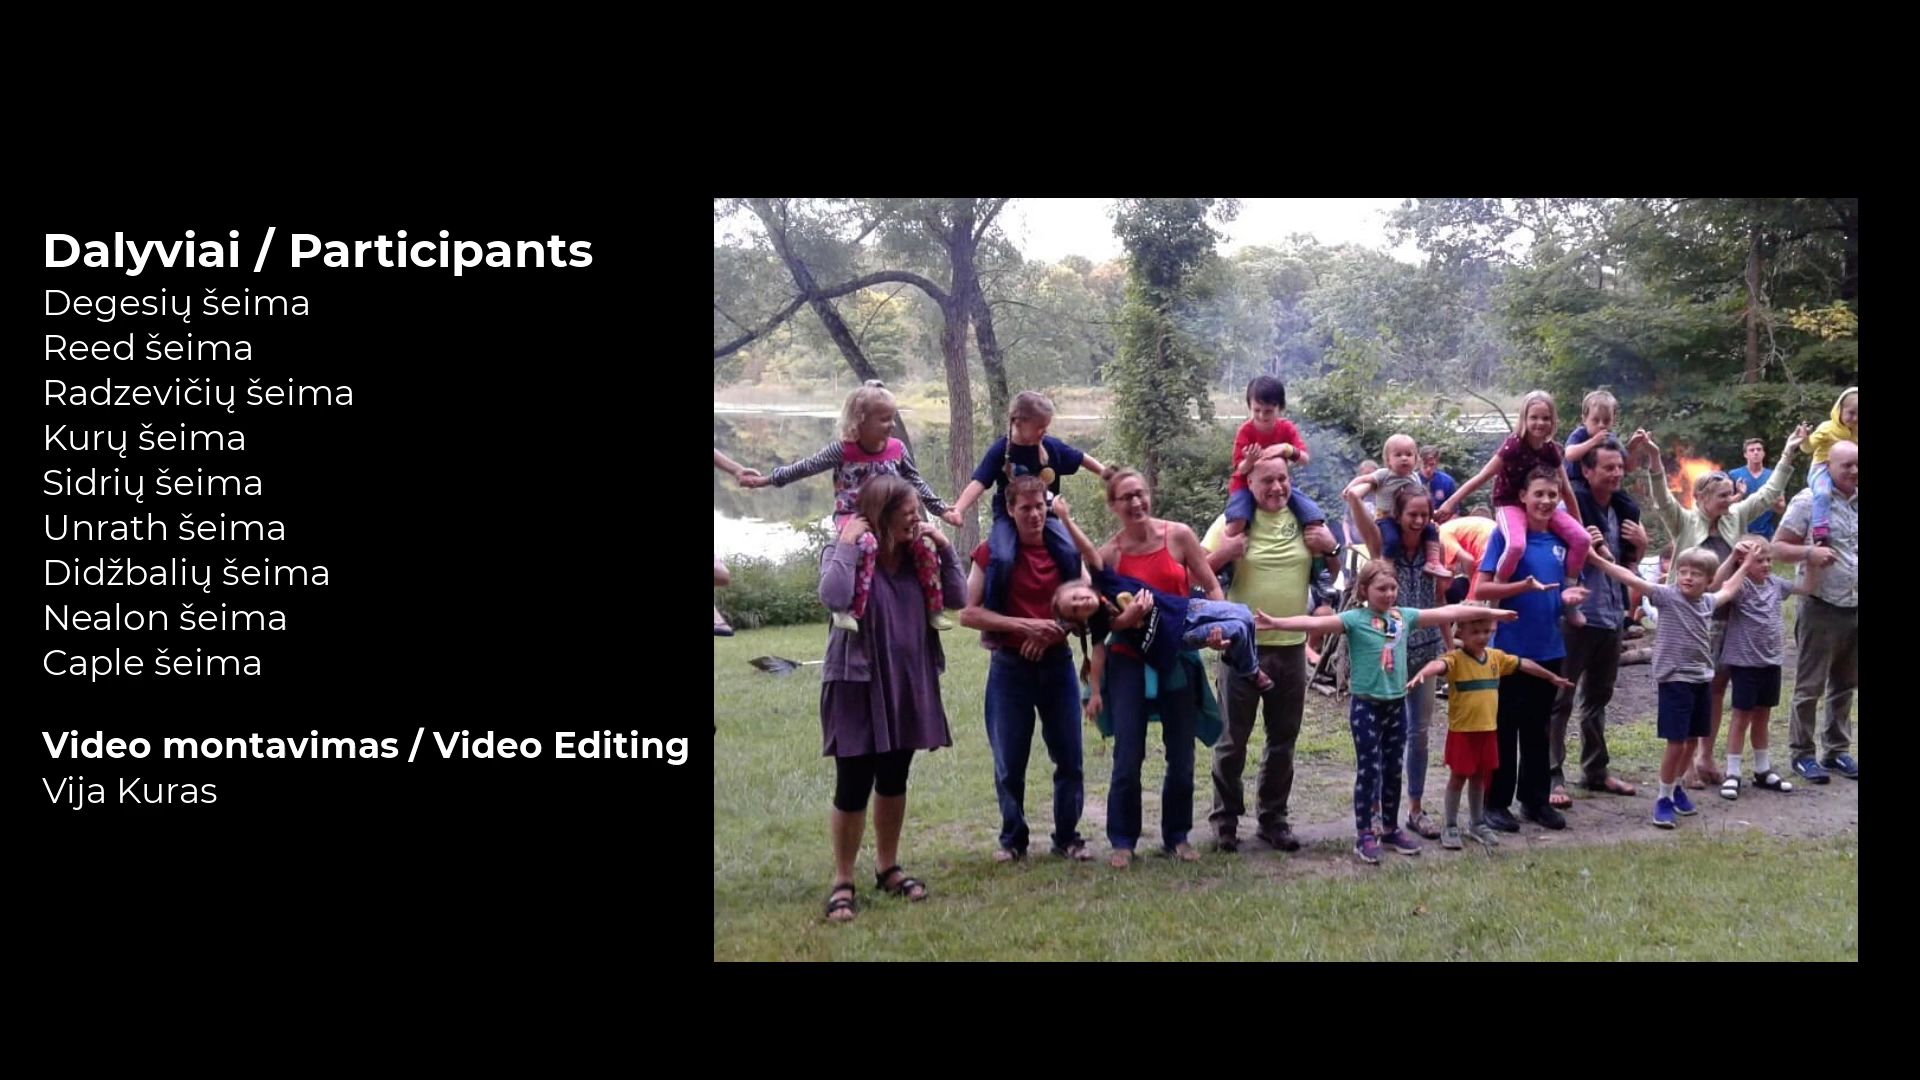 Dalyviai / Participants
Degesių šeima
Reed šeima
Radzevičių šeima
Kurų šeima
Sidrių šeima
Unrath šeima
Didžbalių šeima
Nealon šeima
Caple šeima
Video montavimas / Video Editing
Vija Kuras